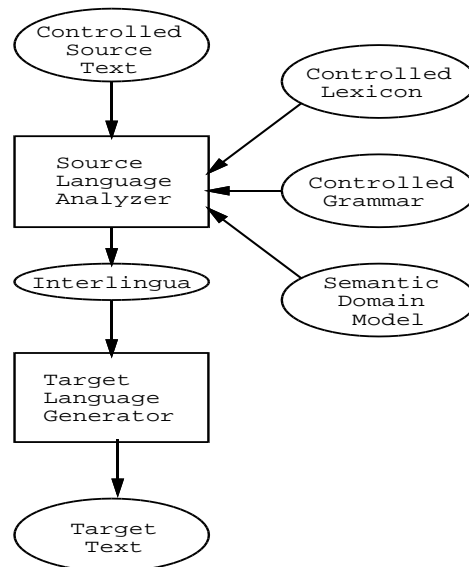 Controlled
Source
Text
Controlled
Lexicon
Source
Language
Analyzer
Controlled
Grammar
Interlingua
Semantic
Domain
Model
Target
Language
Generator
Target
Text